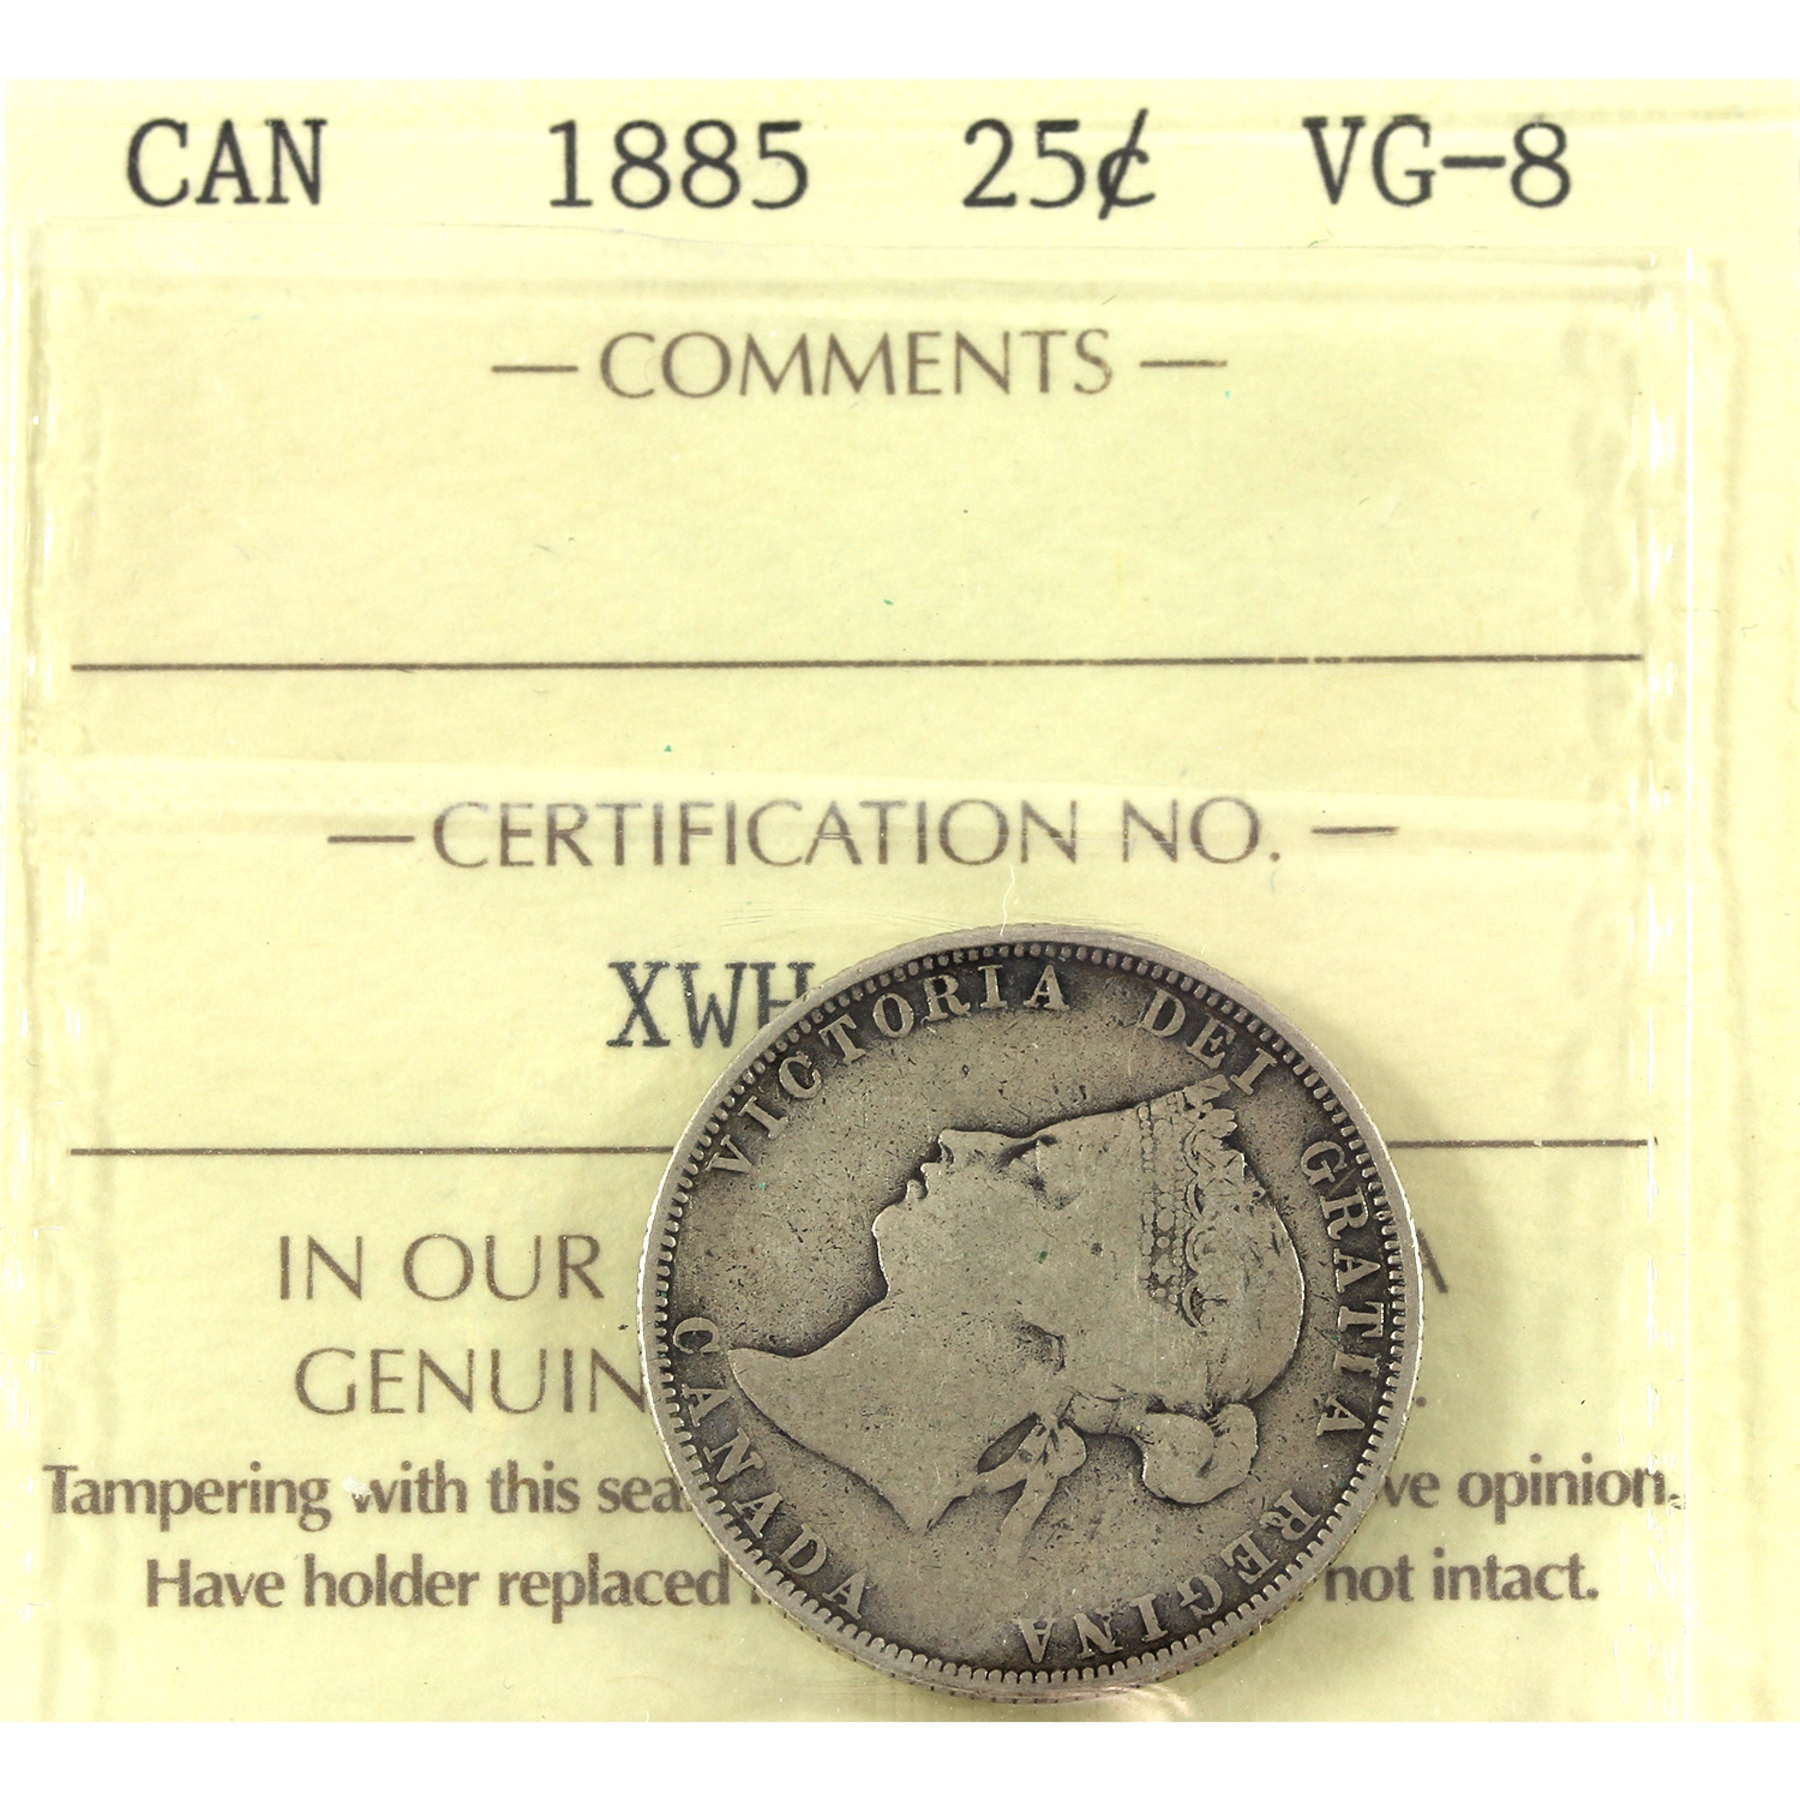 CAN 1885 25¢ VG-8
— COMMENTS —
— CERTIFICATION NO. —
XWH
IN OUR
GENUIN
Tampering with this sea ve opinion.
Have holder replaced not intact.
VICTORIA DEI GRATIA REGINA
CANADA